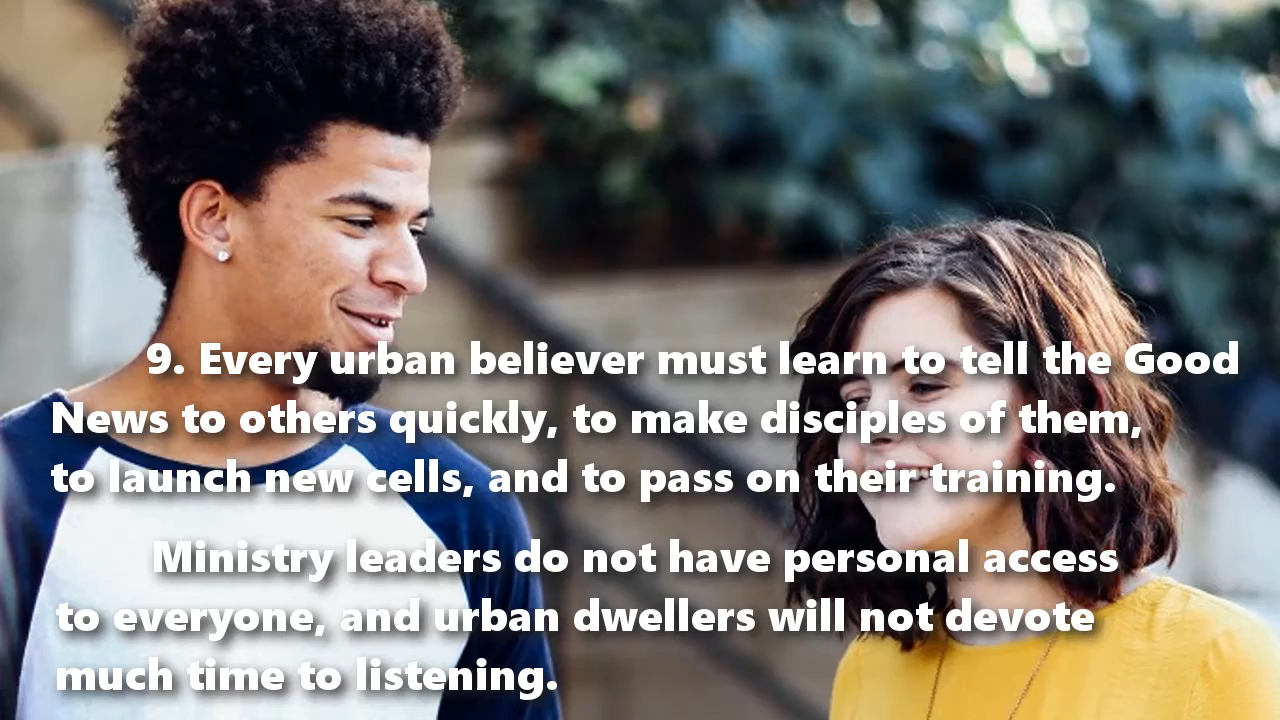 9. Every urban believer must learn to tell the Good
News to others quickly, to make disciples of them,
to launch new cells, and to pass on their training.
Ministry leaders do not have personal access
to everyone, and urban dwellers will not devote
much time to listening.